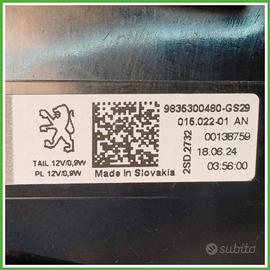 9835300480-GS29
015.022-01 AN
2SD.2732
00138759
18.06.24
03:56:00
TAIL 12V/0,9W
PL 12V/0,9W
Made in Slovakia
subito